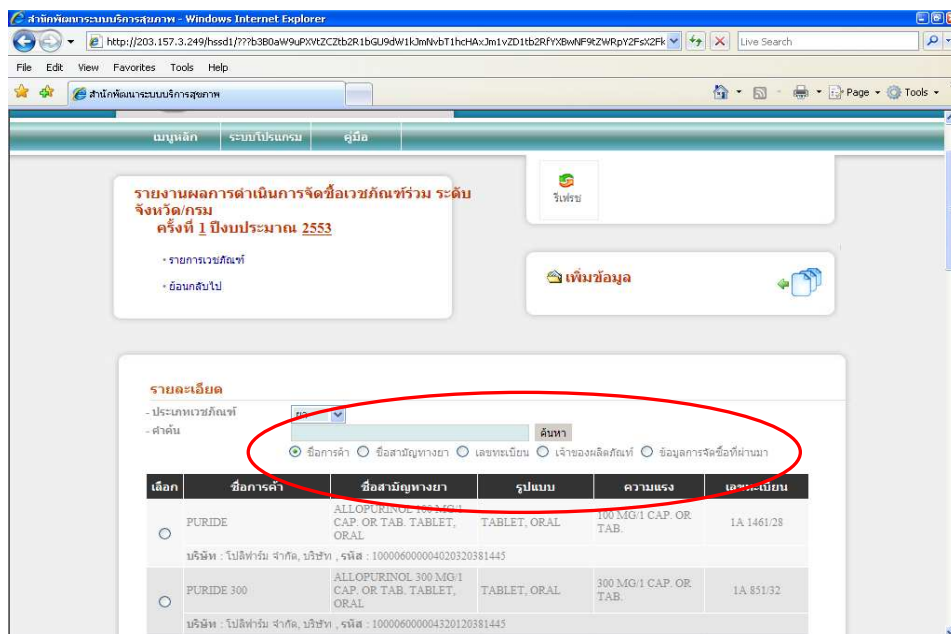 สำนักพัฒนาระบบบริการสุขภาพ - Windows Internet Explorer
Live Search
File Edit View Favorites Tools Help
สำนักพัฒนาระบบบริการสุขภาพ
Page Tools
เมนูหลัก ระบบโปรแกรม คู่มือ
รายงานผลการดำเนินการจัดซื้อเวชภัณฑ์ร่วม ระดับ
จังหวัด/กรม
ครั้งที่ 1 ปีงบประมาณ 2553
- รายการเวชภัณฑ์
- ย้อนกลับไป
รีเฟรช
เพิ่มข้อมูล
รายละเอียด
- ประเภทเวชภัณฑ์ ยา
- คำค้น ค้นหา
ชื่อการค้า ชื่อสามัญทางยา เลขทะเบียน เจ้าของผลิตภัณฑ์ ข้อมูลการจัดซื้อที่ผ่านมา
เลือก ชื่อการค้า ชื่อสามัญทางยา รูปแบบ ความแรง เลขทะเบียน
PURIDE ALLOPURINOL 100 MG/1 CAP. OR TAB. TABLET, ORAL TABLET, ORAL 100 MG/1 CAP. OR TAB. 1A 1461/28
บริษัท : โปลิฟาร์ม จำกัด, บริษัท , รหัส : 100006000004020320381445
PURIDE 300 ALLOPURINOL 300 MG/1 CAP. OR TAB. TABLET, ORAL TABLET, ORAL 300 MG/1 CAP. OR TAB. 1A 851/32
บริษัท : โปลิฟาร์ม จำกัด, บริษัท , รหัส : 100006000004320120381445